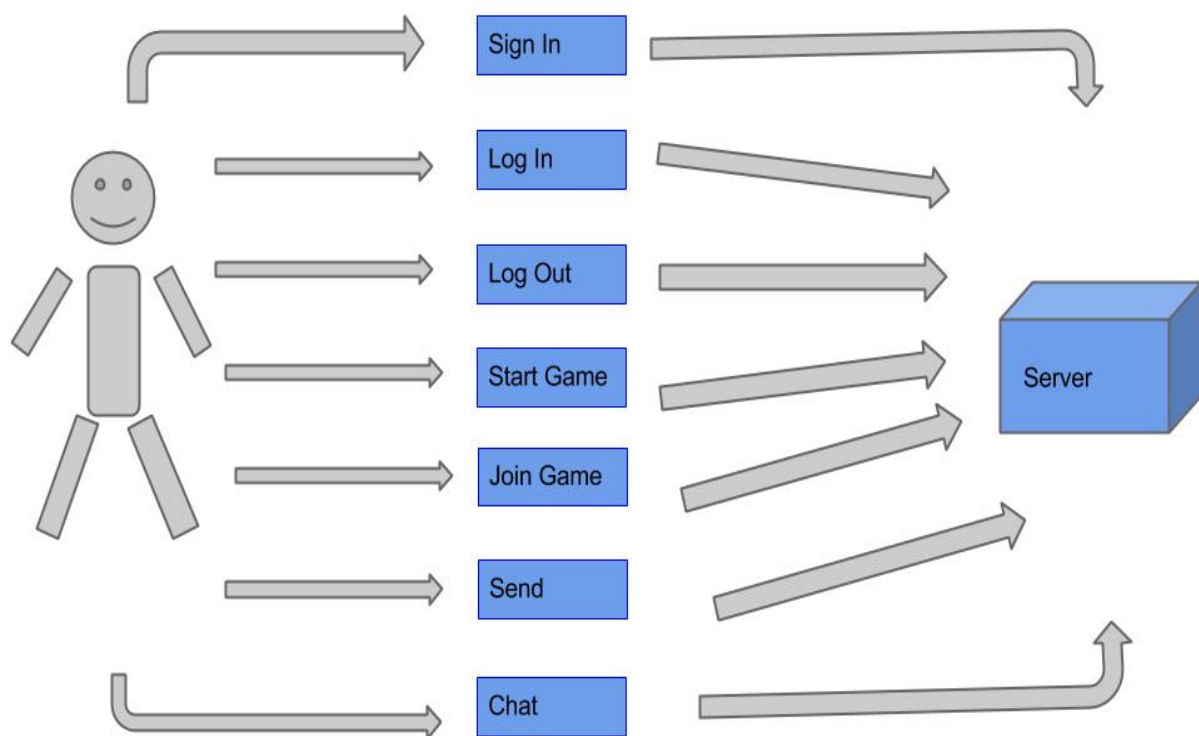 Sign In
Log In
Log Out
Start Game
Server
Join Game
Send
Chat